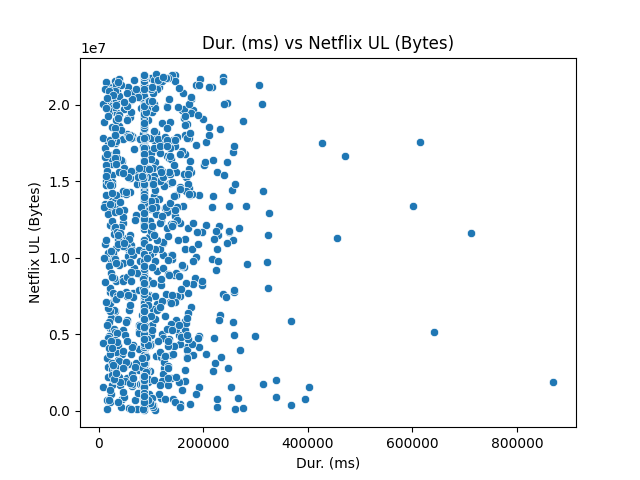 Dur. (ms) vs Netflix UL (Bytes)
1e7
2.0
1.5
1.0
0.5
0.0
Netflix UL (Bytes)
0 200000 400000 600000 800000
Dur. (ms)